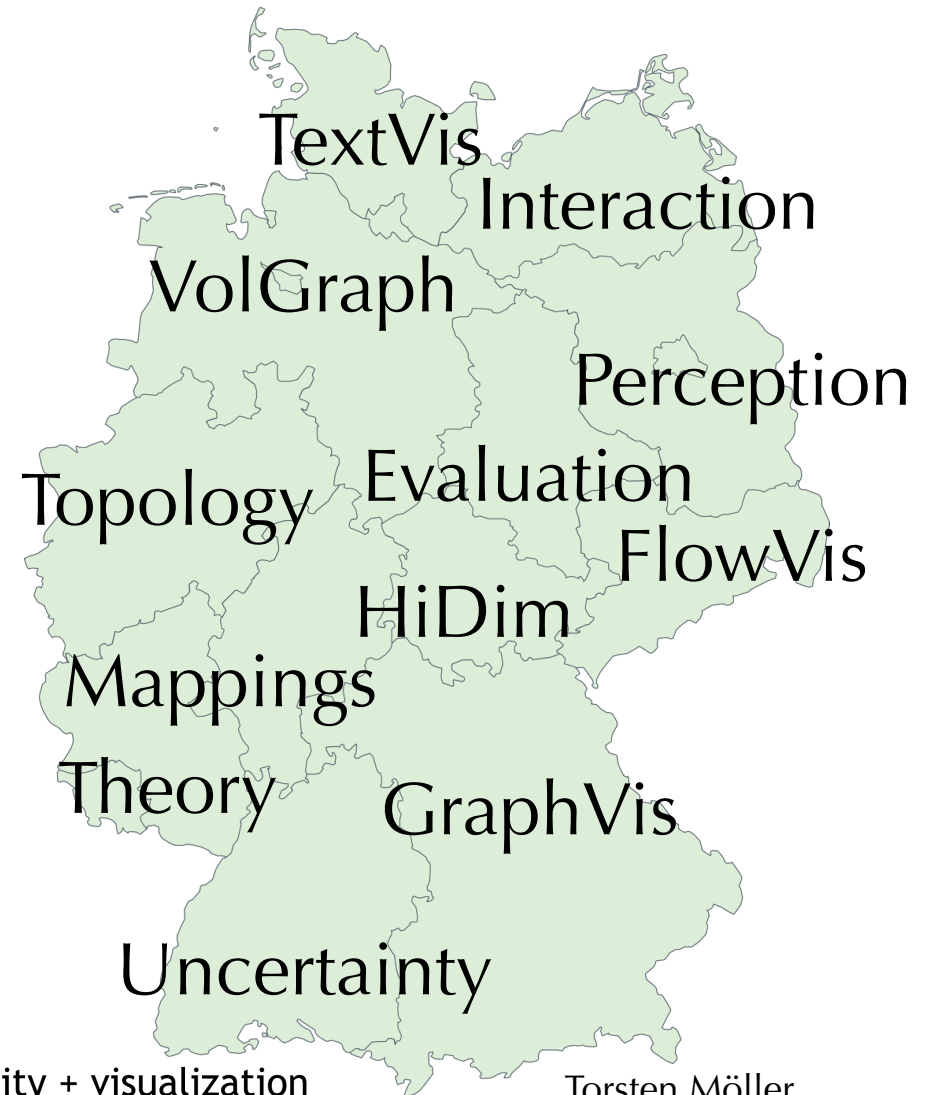 TextVis
Interaction
VolGraph
Perception
Evaluation
Topology
FlowVis
HiDim
Mappings
Theory
GraphVis
Uncertainty
ity + visualization
Torsten Möller